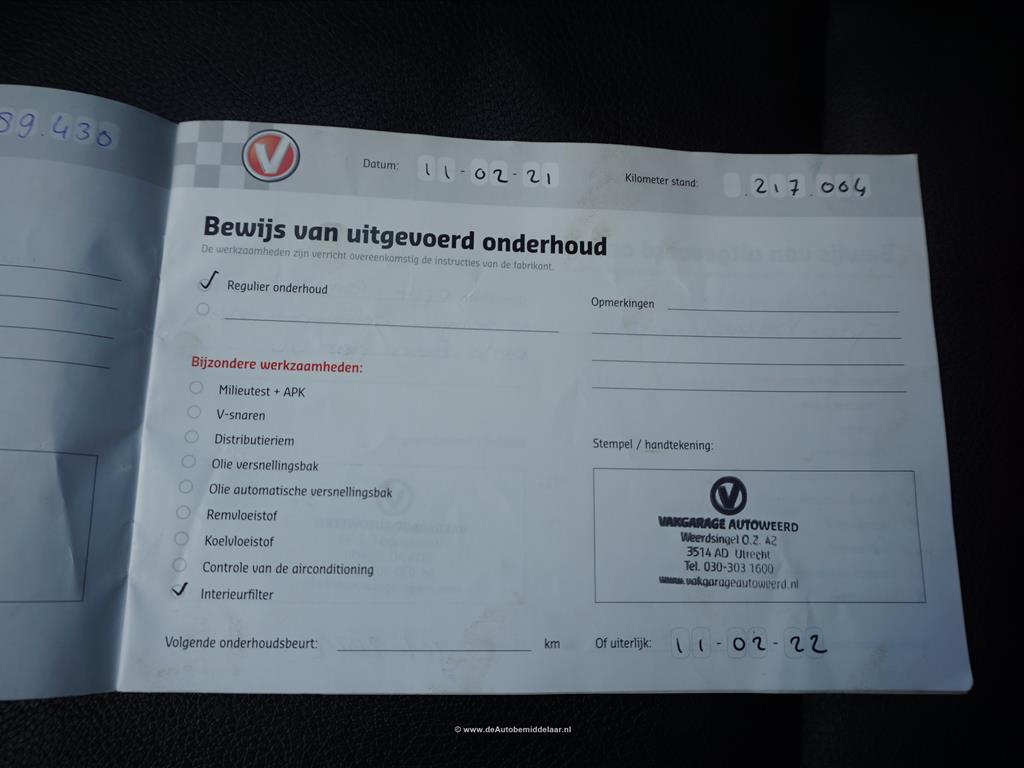 89.430
V
Datum: 11-02-21
Kilometer stand: .217.004
Bewijs van uitgevoerd onderhoud
De werkzaamheden zijn verricht overeenkomstig de instructies van de fabrikant.
Regulier onderhoud
Opmerkingen
Bijzondere werkzaamheden:
Milieutest + APK
V-snaren
Distributieriem
Olie versnellingsbak
Olie automatische versnellingsbak
Remvloeistof
Koelvloeistof
Controle van de airconditioning
Interieurfilter
Stempel / handtekening:
V
VAKGARAGE AUTOWEERD
Weerdsingel O.Z. 42
3514 AD Utrecht
Tel. 030-303 1600
www.vakgarageautoweerd.nl
Volgende onderhoudsbeurt: km
Of uiterlijk: 11-02-22
© www.deAutobemiddelaar.nl